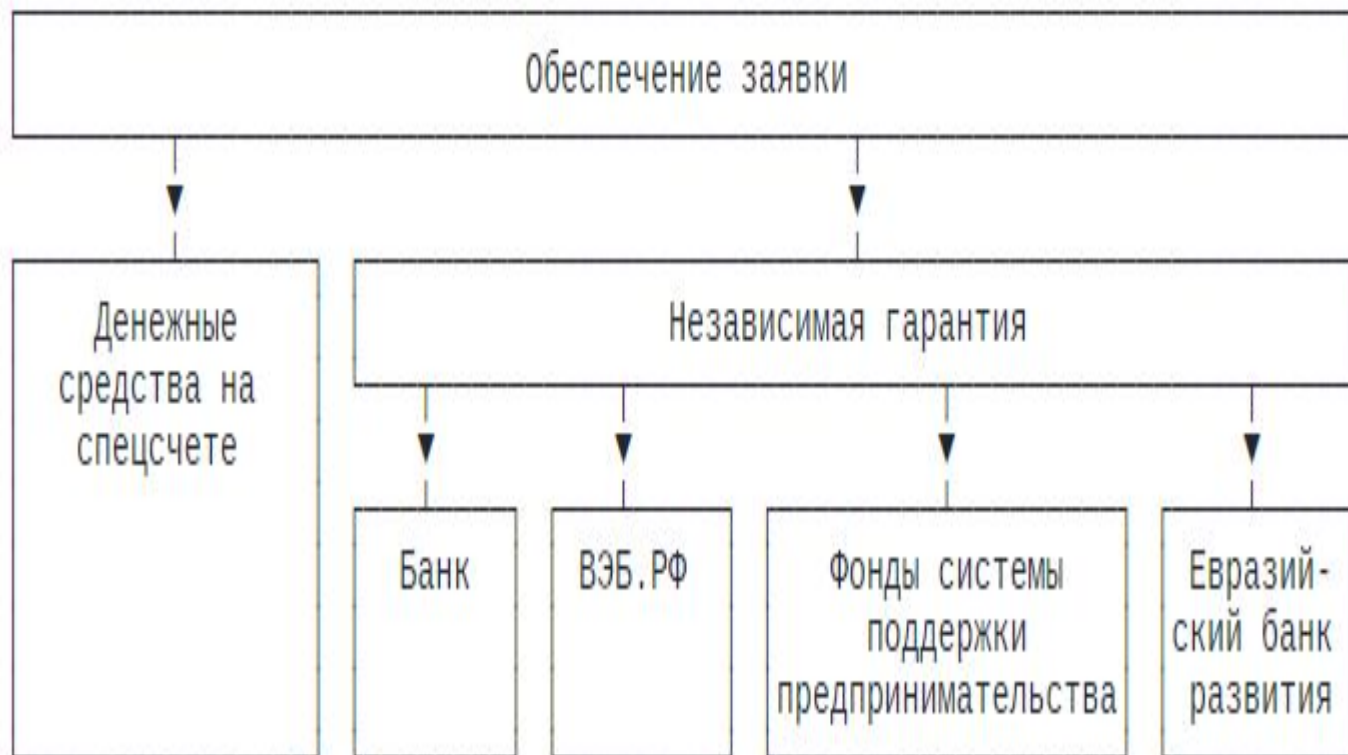 Обеспечение заявки
Денежные
средства на
спецсчете
Независимая гарантия
Банк
ВЭБ.РФ
Фонды системы
поддержки
предпринимательства
Евразий-
ский банк
развития